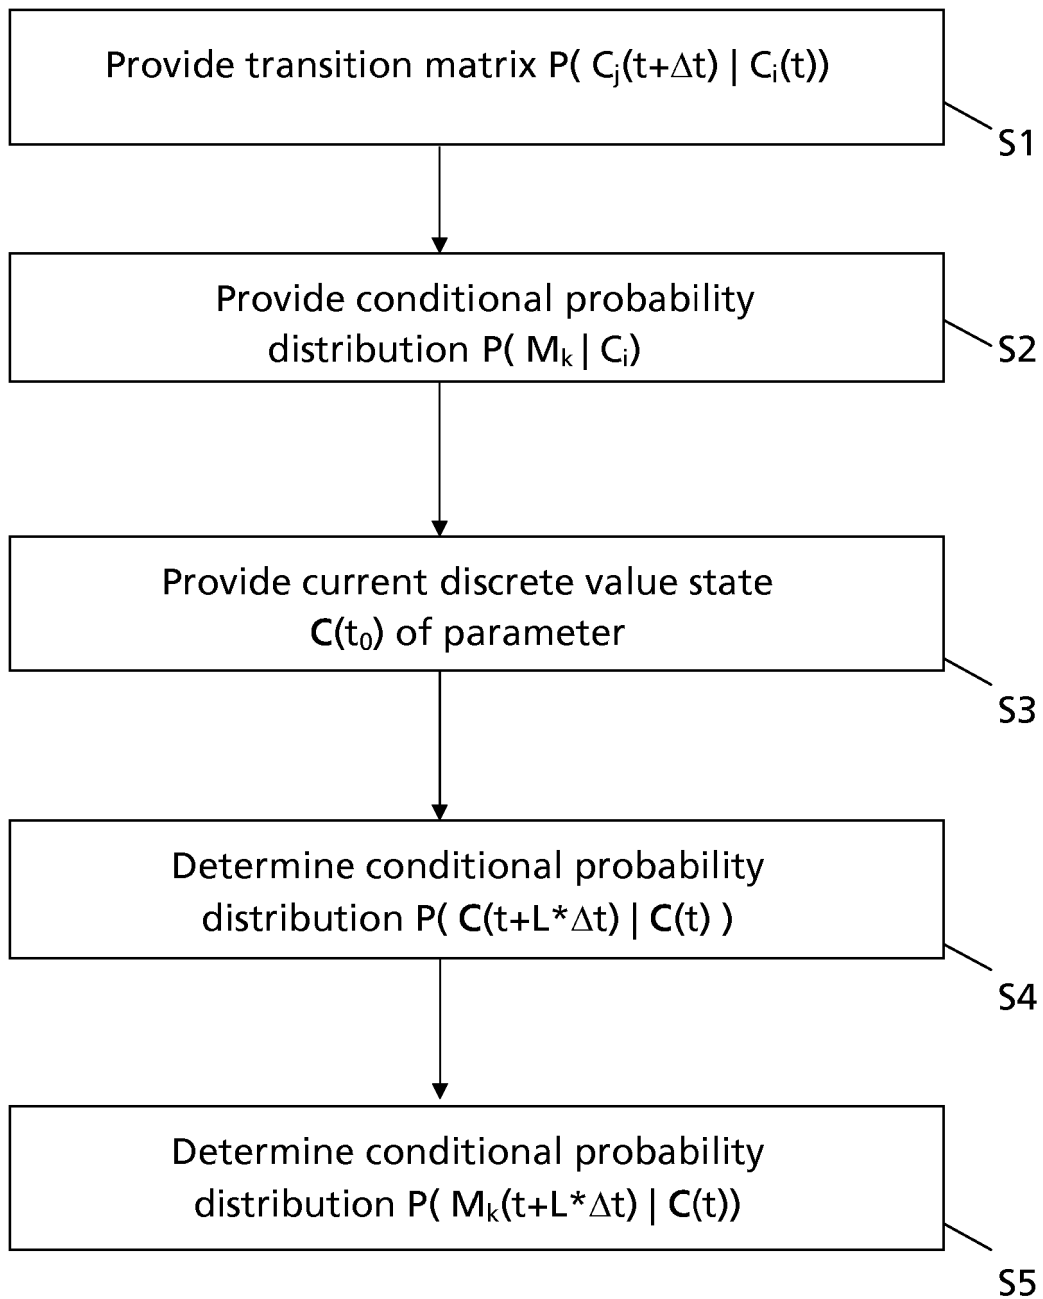 Provide transition matrix P( Cj(t+Δt) | Ci(t))
S1
Provide conditional probability
distribution P( Mk | Ci)
S2
Provide current discrete value state
C(t0) of parameter
S3
Determine conditional probability
distribution P( C(t+L*Δt) | C(t) )
S4
Determine conditional probability
distribution P( Mk(t+L*Δt) | C(t))
S5